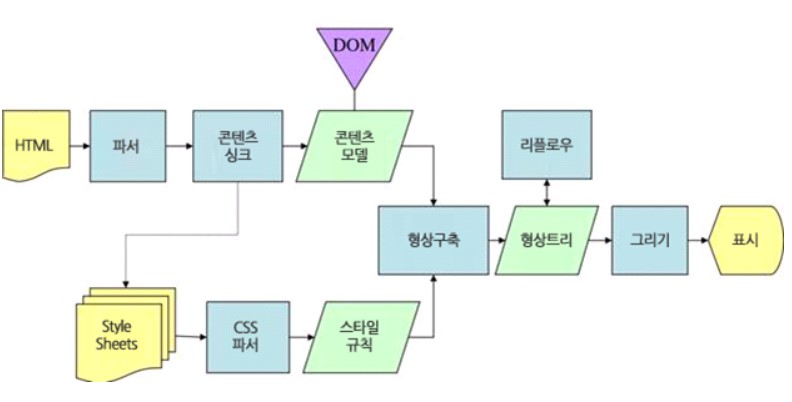 DOM
HTML
파서
콘텐츠
싱크
콘텐츠
모델
리플로우
형상구축
형상트리
그리기
표시
Style
Sheets
CSS
파서
스타일
규칙